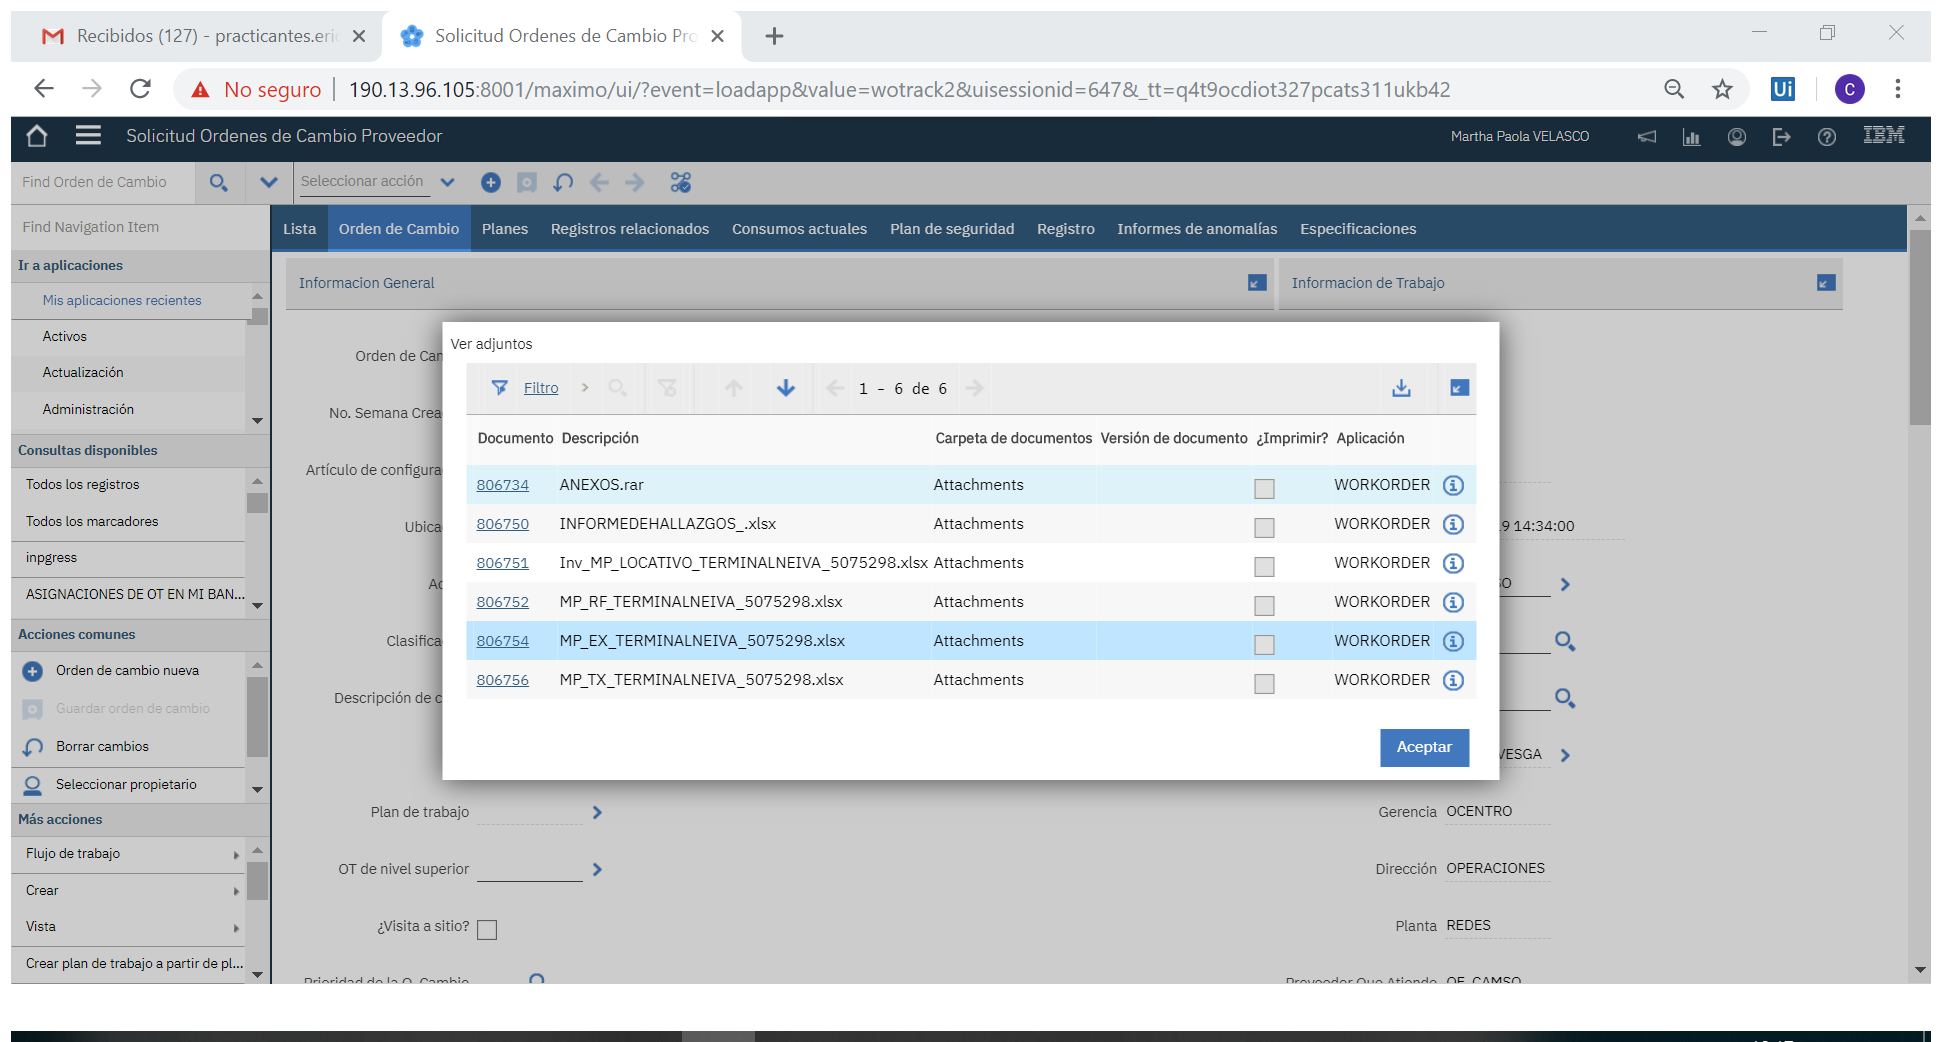 Recibidos (127) - practicantes.eri
Solicitud Ordenes de Cambio Pro
No seguro
190.13.96.105:8001/maximo/ui/?event=loadapp&value=wotrack2&uisessionid=647&_tt=q4t9ocdiot327pcats311ukb42
Ui
C
Solicitud Ordenes de Cambio Proveedor
Martha Paola VELASCO
IBM
Find Orden de Cambio
Seleccionar acción
Find Navigation Item
Lista Orden de Cambio Planes Registros relacionados Consumos actuales Plan de seguridad Registro Informes de anomalías Especificaciones
Ir a aplicaciones
Mis aplicaciones recientes
Activos
Actualización
Administración
Consultas disponibles
Todos los registros
Todos los marcadores
inpgress
ASIGNACIONES DE OT EN MI BAN...
Acciones comunes
Orden de cambio nueva
Guardar orden de cambio
Borrar cambios
Seleccionar propietario
Más acciones
Flujo de trabajo
Crear
Vista
Crear plan de trabajo a partir de pl...
Informacion General
Informacion de Trabajo
Orden de Can
No. Semana Crea
Artículo de configura
Ubica
Ac
Clasifica
Descripción de c
Ver adjuntos
Filtro
1 - 6 de 6
Documento Descripción Carpeta de documentos Versión de documento ¿Imprimir? Aplicación
806734 ANEXOS.rar Attachments WORKORDER
806750 INFORMEDEHALLAZGOS_.xlsx Attachments WORKORDER
806751 Inv_MP_LOCATIVO_TERMINALNEIVA_5075298.xlsx Attachments WORKORDER
806752 MP_RF_TERMINALNEIVA_5075298.xlsx Attachments WORKORDER
806754 MP_EX_TERMINALNEIVA_5075298.xlsx Attachments WORKORDER
806756 MP_TX_TERMINALNEIVA_5075298.xlsx Attachments WORKORDER
Aceptar
9 14:34:00
SO
VESGA
Plan de trabajo
OT de nivel superior
¿Visita a sitio?
Prioridad de la O. Cambio
Gerencia OCENTRO
Dirección OPERACIONES
Planta REDES
Proveedor Que Atiende OF_CAMSO